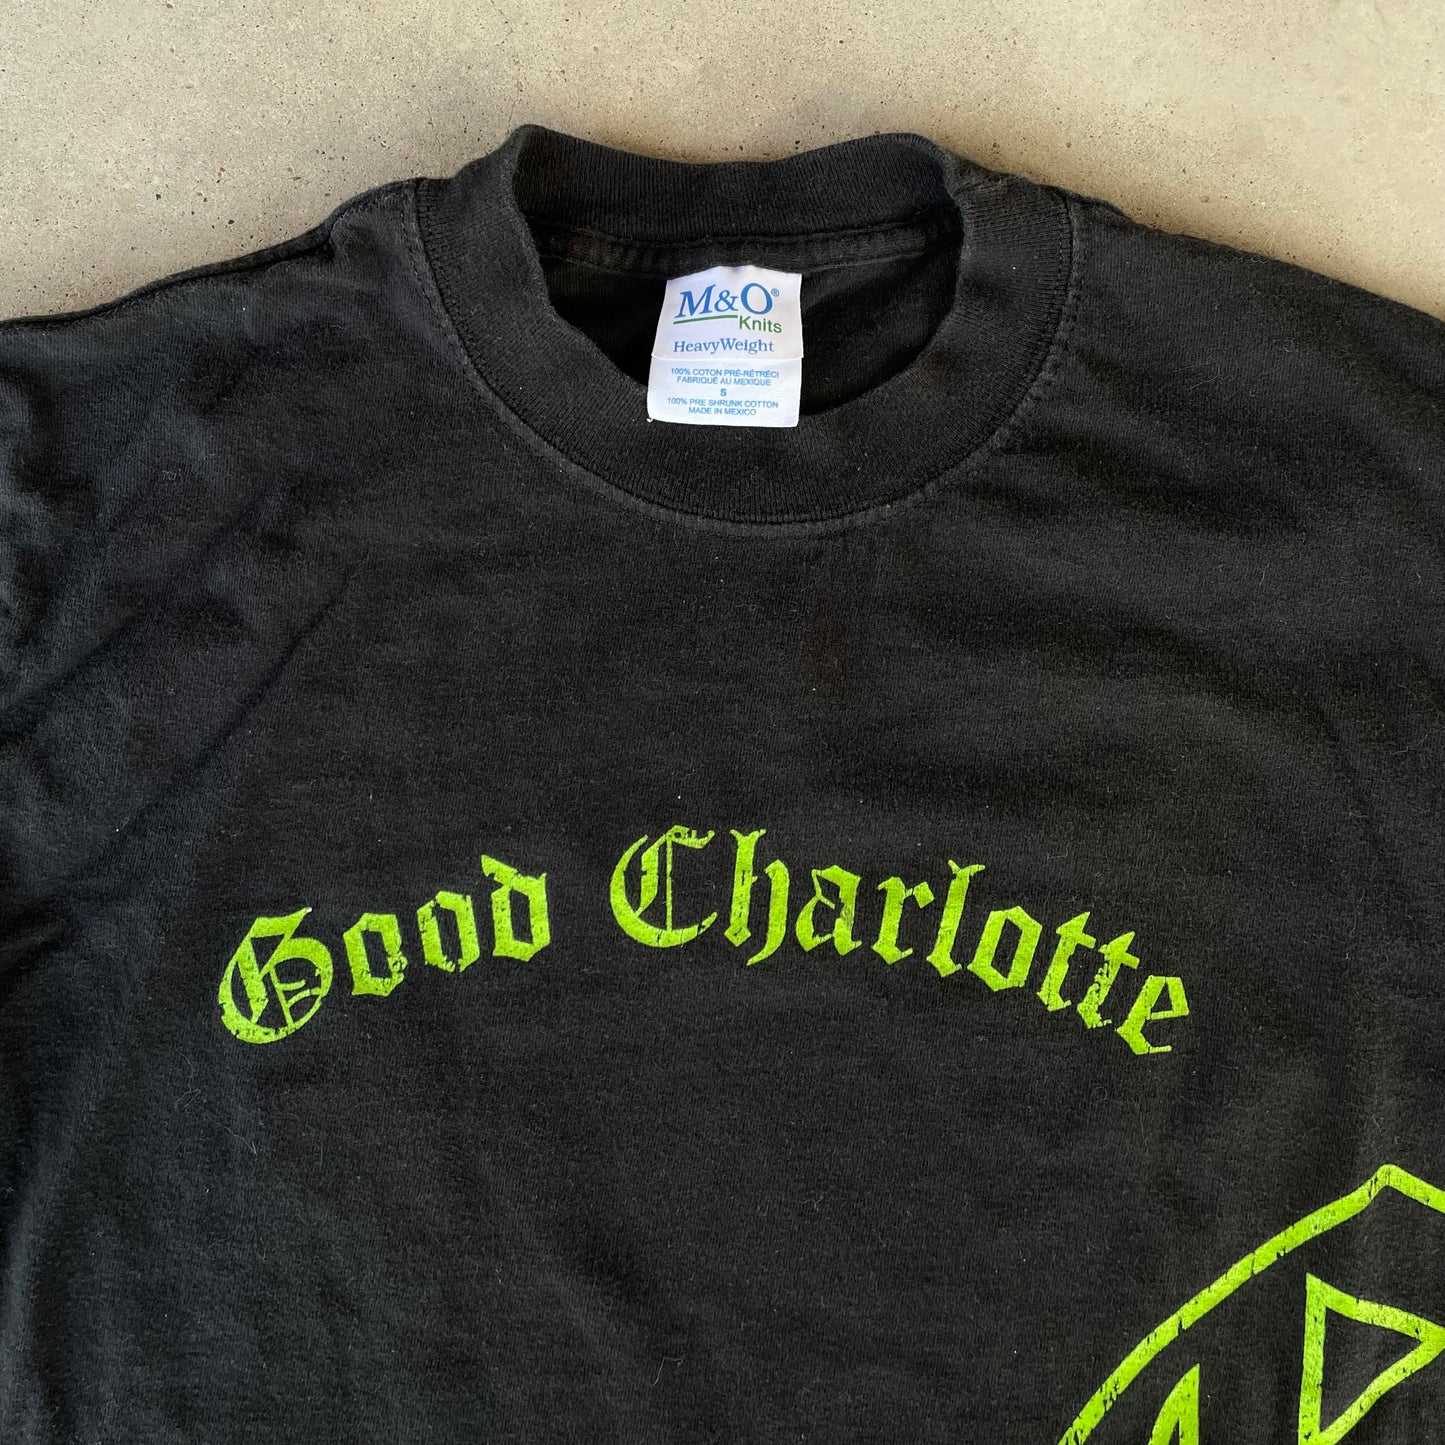 M&O®
Knits
HeavyWeight
100% COTON PRÉ-RÉTRÉCI
FABRIQUÉ AU MEXIQUE
S
100% PRE SHRUNK COTTON
MADE IN MEXICO
Good Charlotte